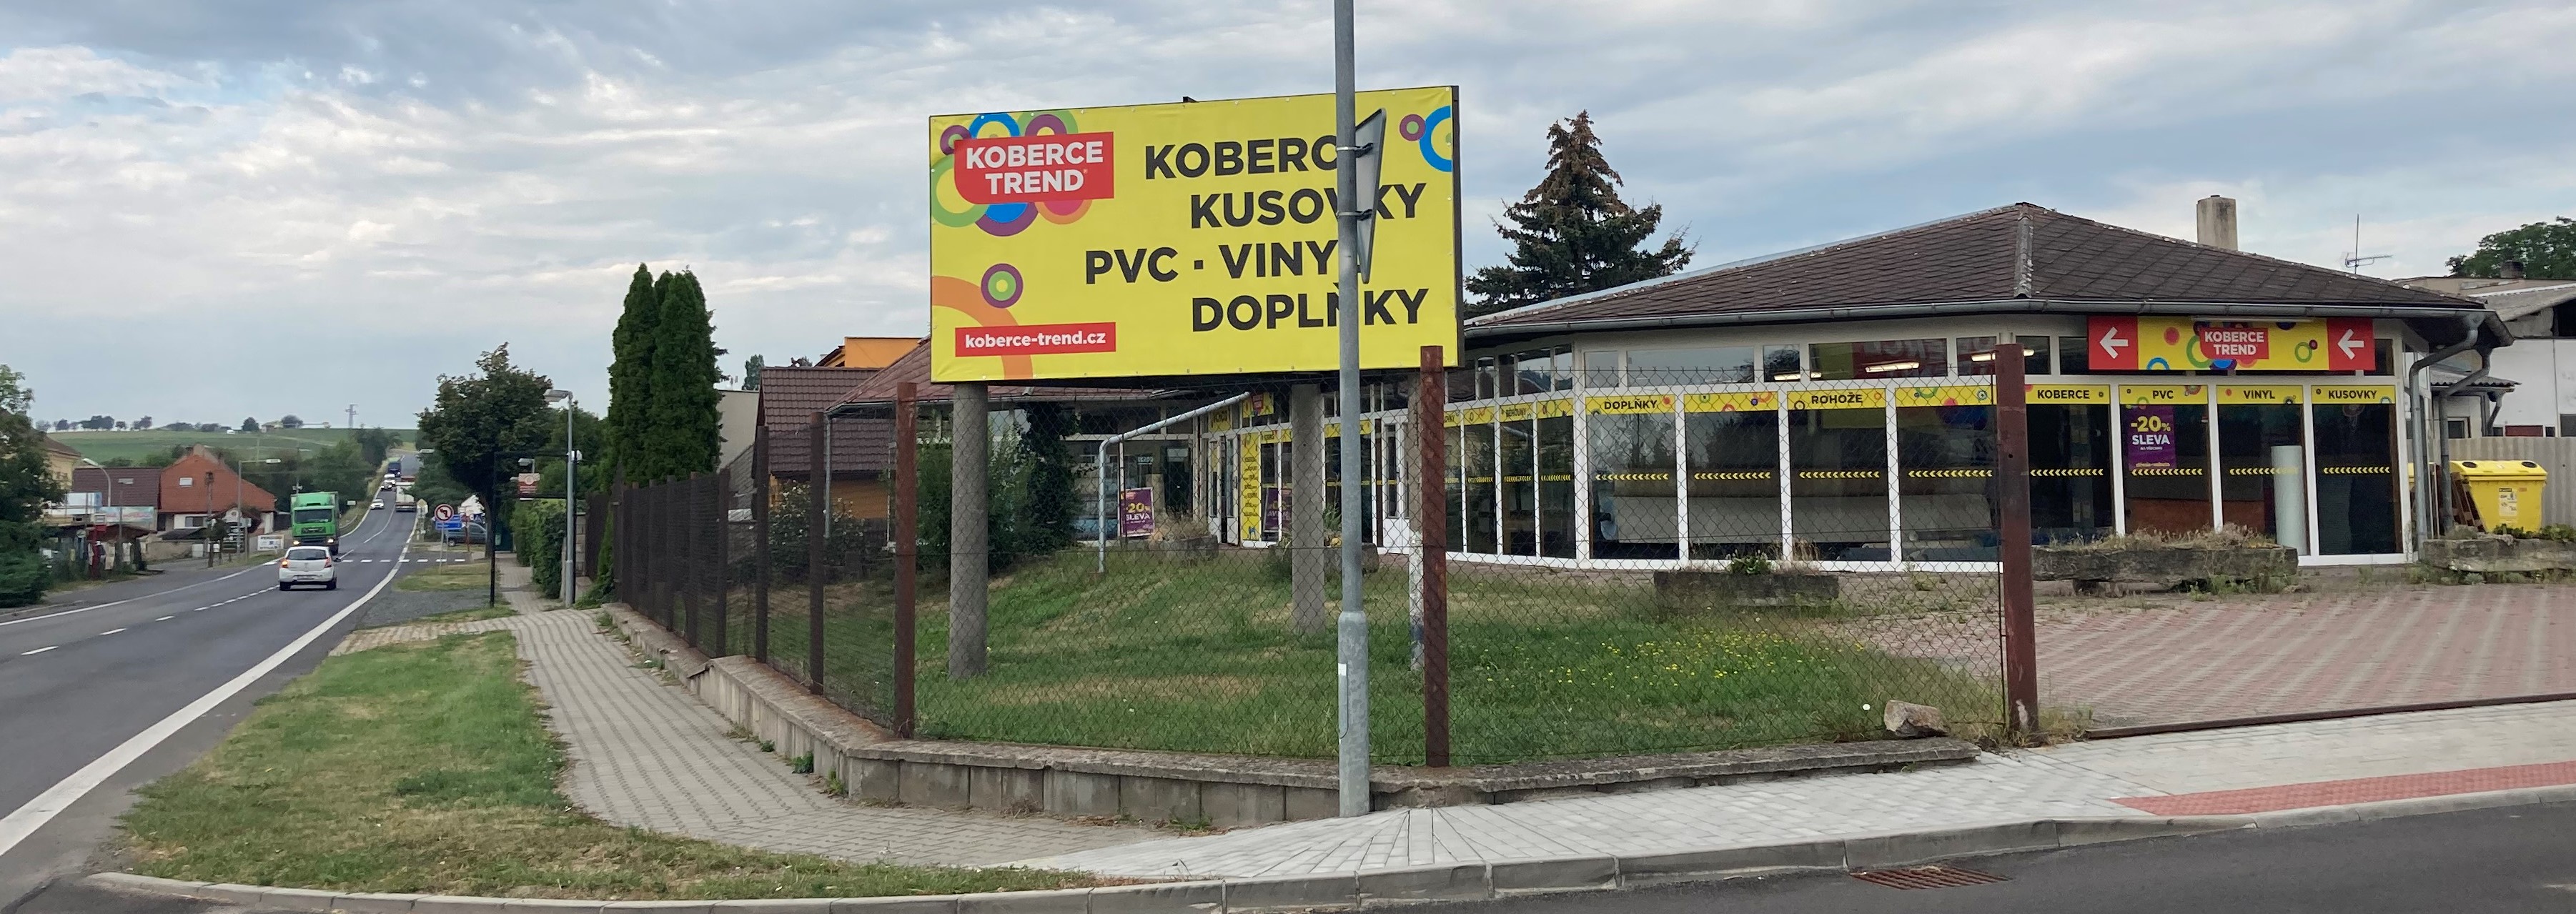 KOBERCE
TREND
KOBERC
KUSOVKY
PVC · VINY
DOPLŇKY
koberce-trend.cz
KOBERCE
TREND
DOPLŇKY
ROHOŽE
KOBERCE
PVC
VINYL
KUSOVKY
-20%
SLEVA
-20%
SLEVA